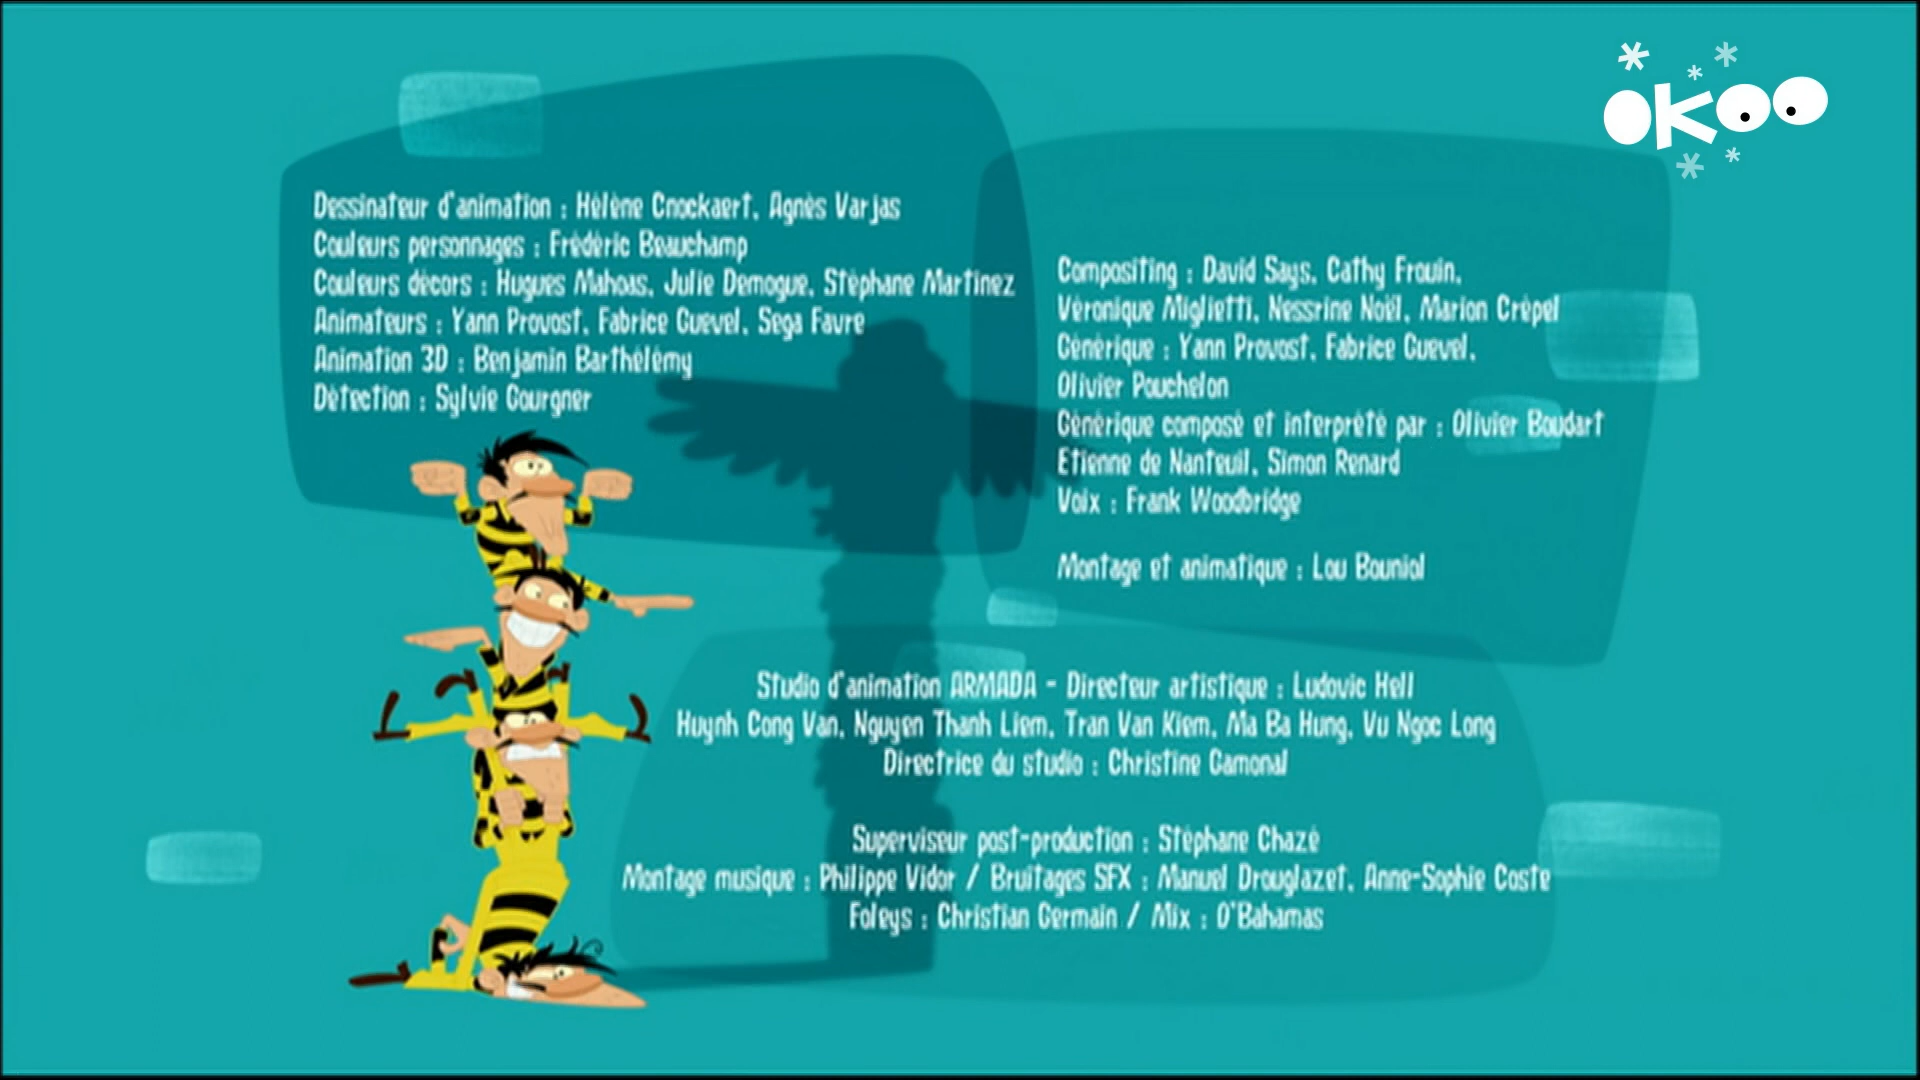 OKOO
Dessinateur d'animation : Hélène Cnockaert, Agnès Varjas
Couleurs personnages : Frédéric Beauchamp
Couleurs décors : Hugues Mahoas, Julie Demogue, Stéphane Martinez
Animateurs : Yann Provost, Fabrice Guevel, Sega Favre
Animation 3D : Benjamin Barthélémy
Détection : Sylvie Gourgner
Compositing : David Says, Cathy Frouin,
Véronique Miglietti, Nessrine Noël, Marion Crépel
Générique : Yann Provost, Fabrice Guevel,
Olivier Pouchelon
Générique composé et interprété par : Olivier Boudart
Etienne de Nanteuil, Simon Renard
Voix : Frank Woodbridge
Montage et animatique : Lou Bouniol
Studio d'animation ARMADA - Directeur artistique : Ludovic Hell
Huynh Cong Van, Nguyen Thanh Liem, Tran Van Kiem, Ma Ba Hung, Vu Ngoc Long
Directrice du studio : Christine Gamonal
Superviseur post-production : Stéphane Chazé
Montage musique : Philippe Vidor / Bruitages SFX : Manuel Drouglazet, Anne-Sophie Coste
Foleys : Christian Germain / Mix : O'Bahamas